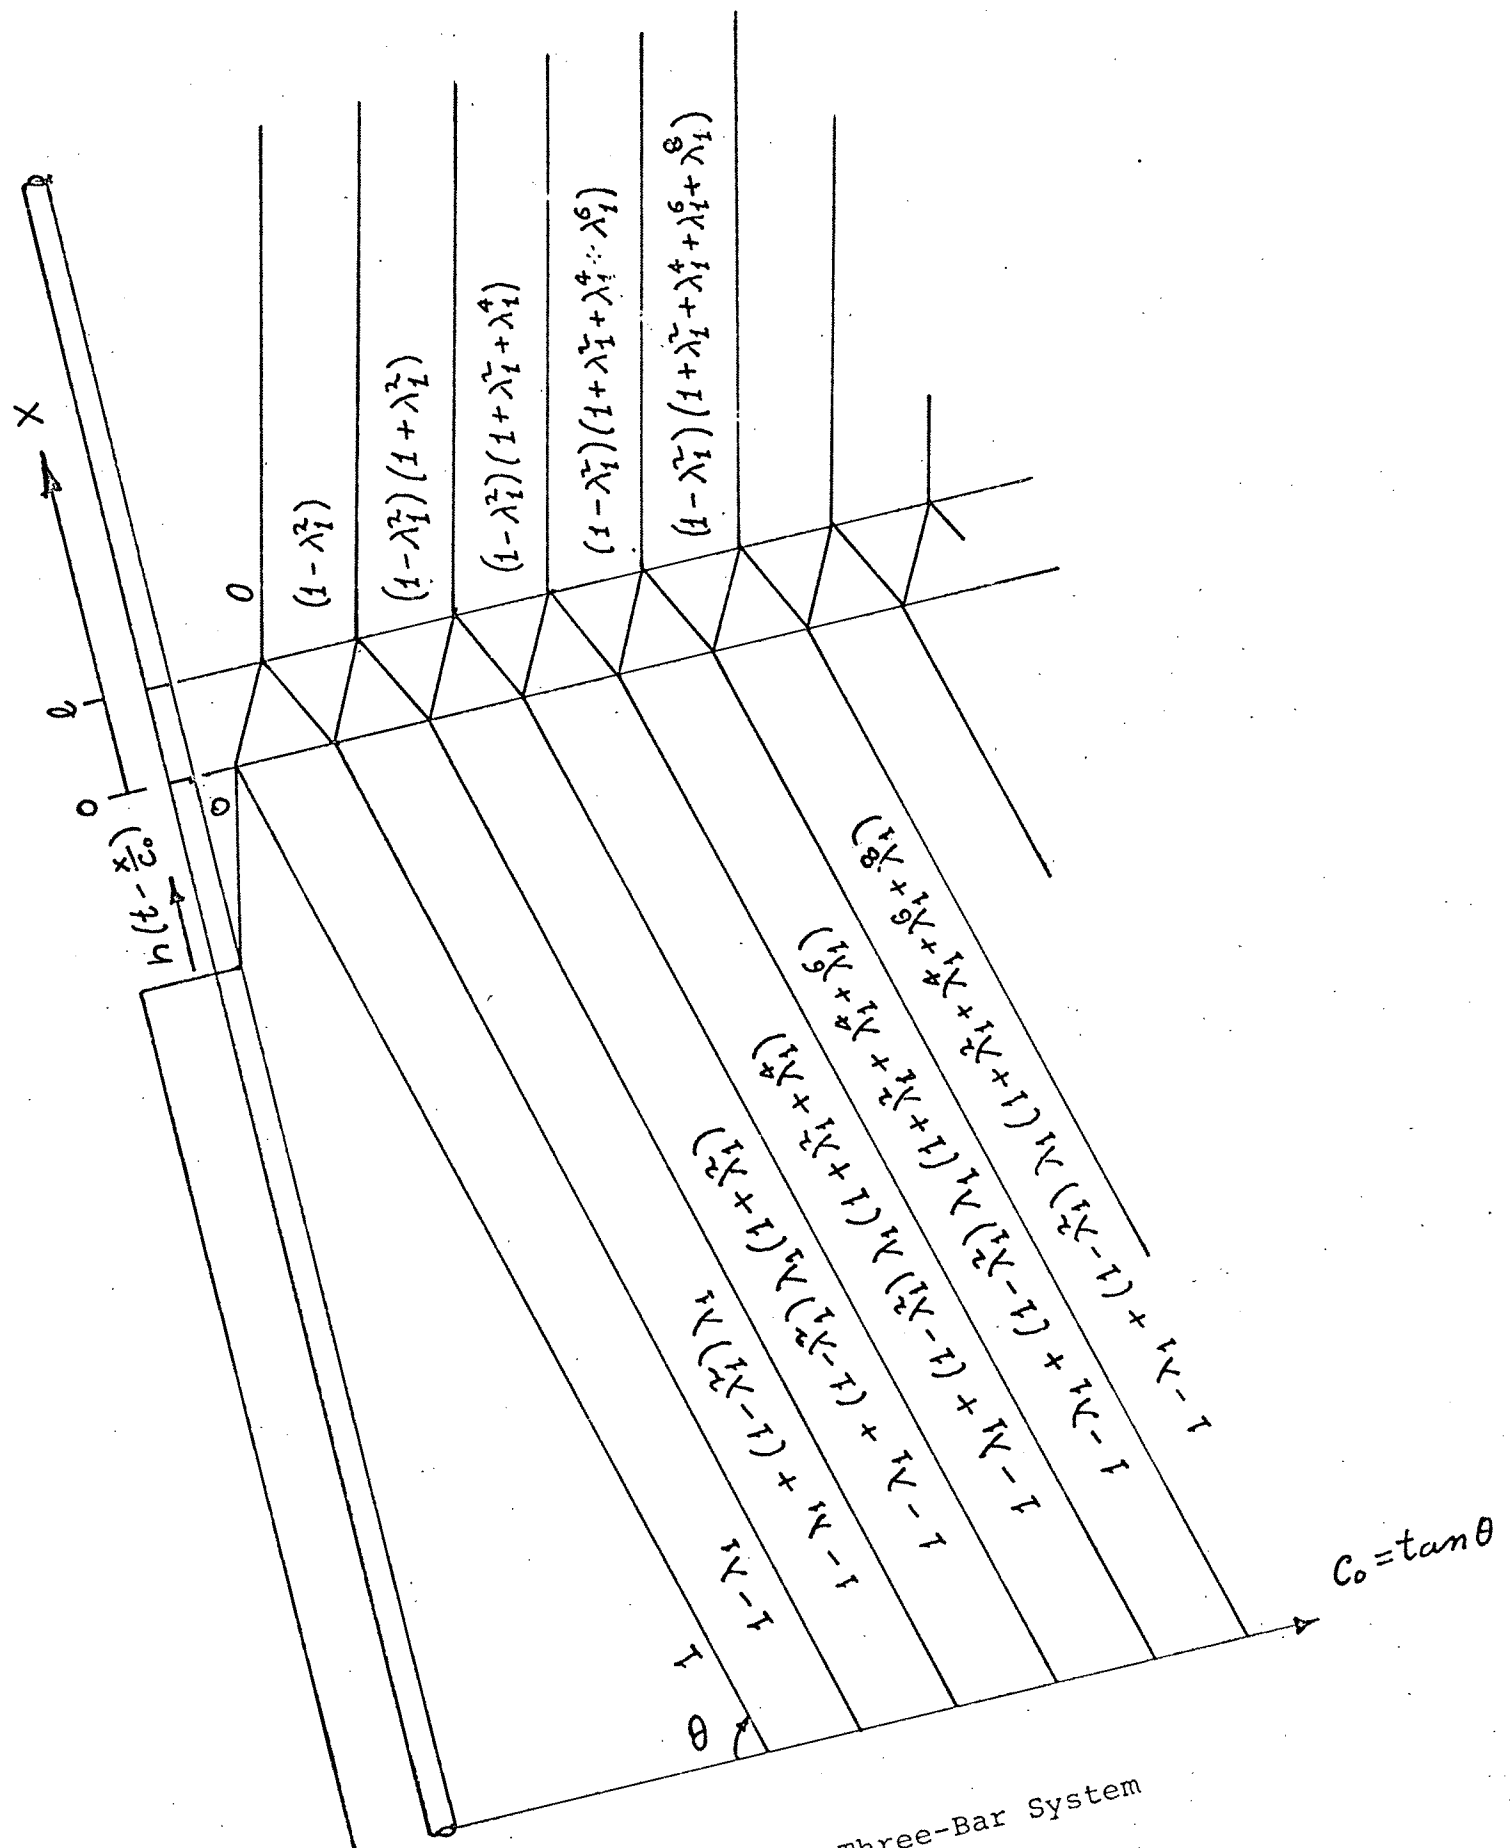 X
l
0
h(t - x/c₀)
0
0
(1-λ₁²)
(1-λ₁²)(1+λ₁²)
(1-λ₁²)(1+λ₁²+λ₁⁴)
(1-λ₁²)(1+λ₁²+λ₁⁴+λ₁⁶)
(1-λ₁²)(1+λ₁²+λ₁⁴+λ₁⁶+λ₁⁸)
1
1-λ₁
1-λ₁+(1-λ₁²)λ₁
1-λ₁+(1-λ₁²)λ₁(1+λ₁²)
1-λ₁+(1-λ₁²)λ₁(1+λ₁²+λ₁⁴)
1-λ₁+(1-λ₁²)λ₁(1+λ₁²+λ₁⁴+λ₁⁶)
1-λ₁+(1-λ₁²)λ₁(1+λ₁²+λ₁⁴+λ₁⁶+λ₁⁸)
θ
C₀=tanθ
Three-Bar System